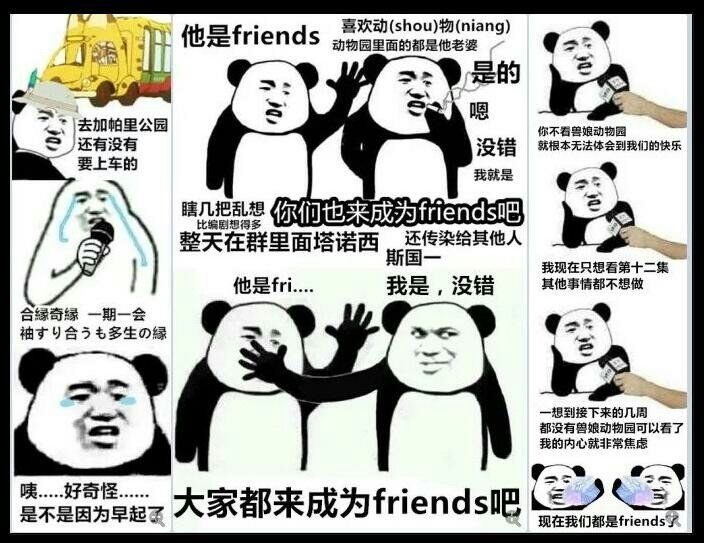 去加帕里公园
还有没有
要上车的
合縁奇縁 一期一会
袖すり合うも多生の縁
咦.....好奇怪......
是不是因为早起了
他是friends
喜欢动(shou)物(niang)
动物园里面的都是他老婆
是的
嗯
没错
我就是
瞎几把乱想
比编剧想得多
你们也来成为friends吧
整天在群里面塔诺西
还传染给其他人
斯国一
他是fri....
我是，没错
大家都来成为friends吧
你不看兽娘动物园
就根本无法体会到我们的快乐
我现在只想看第十二集
其他事情都不想做
一想到接下来的几周
都没有兽娘动物园可以看了
我的内心就非常焦虑
现在我们都是friends了